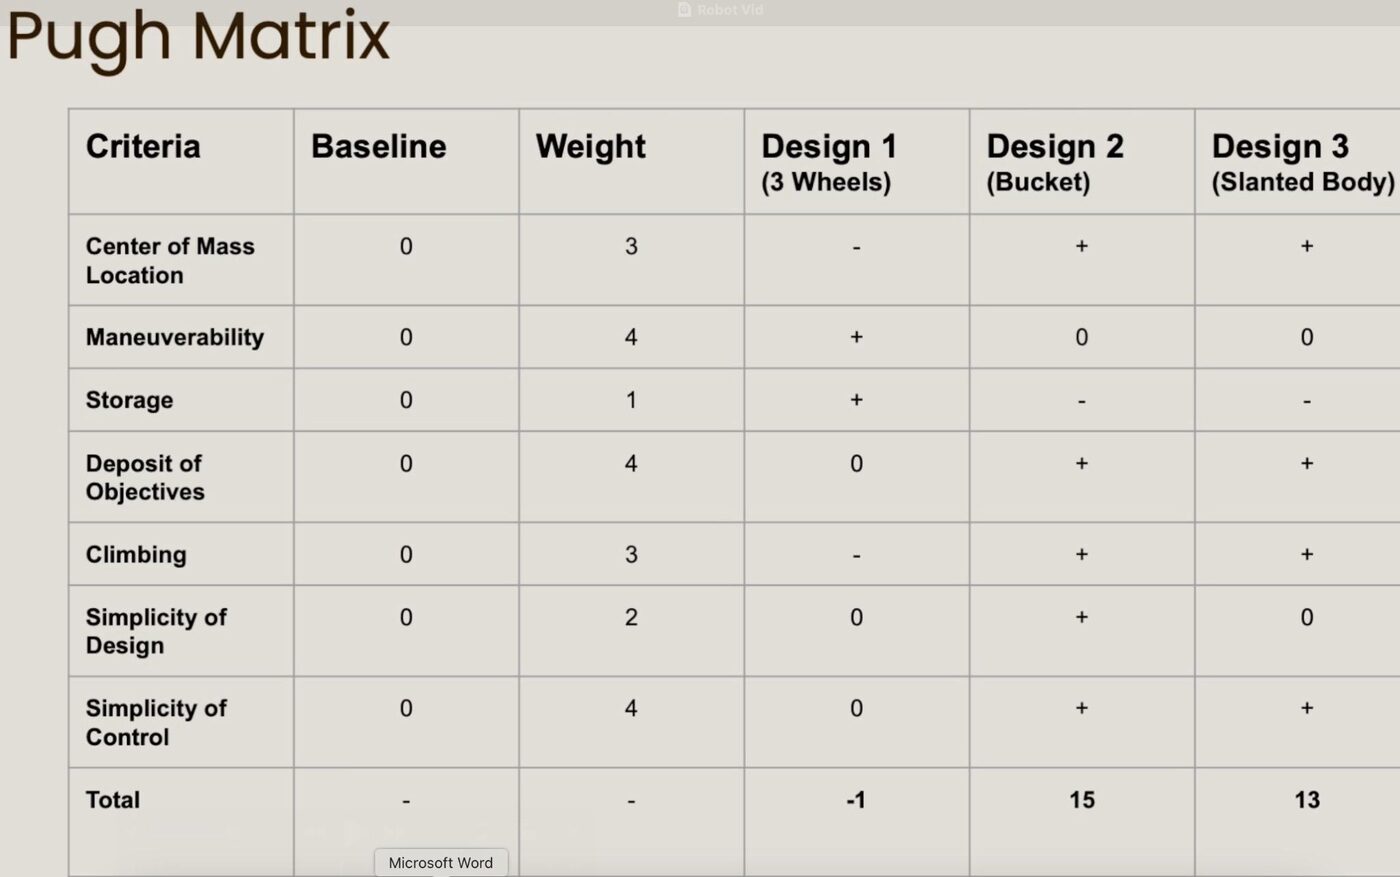 Robot Vid
Pugh Matrix
Criteria Baseline Weight Design 1 Design 2 Design 3
(3 Wheels) (Bucket) (Slanted Body)
Center of Mass 0 3 - + +
Location
Maneuverability 0 4 + 0 0
Storage 0 1 + - -
Deposit of 0 4 0 + +
Objectives
Climbing 0 3 - + +
Simplicity of 0 2 0 + 0
Design
Simplicity of 0 4 0 + +
Control
Total - - -1 15 13
Microsoft Word